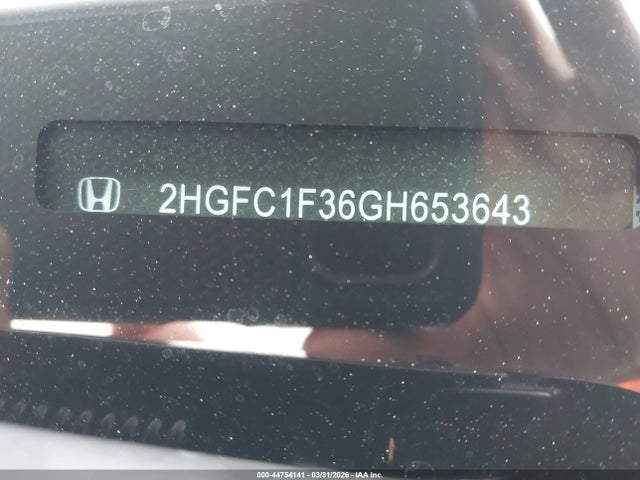 2HGFC1F36GH653643
000-44754141 - 03/31/2026 - IAA Inc.